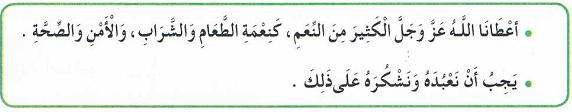 • أَعْطَانَا اللَّهُ عَزَّ وَجَلَّ الْكَثِيرَ مِنَ النِّعَمِ، كَنِعْمَةِ الطَّعَامِ وَالشَّرَابِ، وَالْأَمْنِ وَالصِّحَّةِ .
• يَجِبُ أَنْ نَعْبُدَهُ وَنَشْكُرَهُ عَلَى ذَلِكَ .